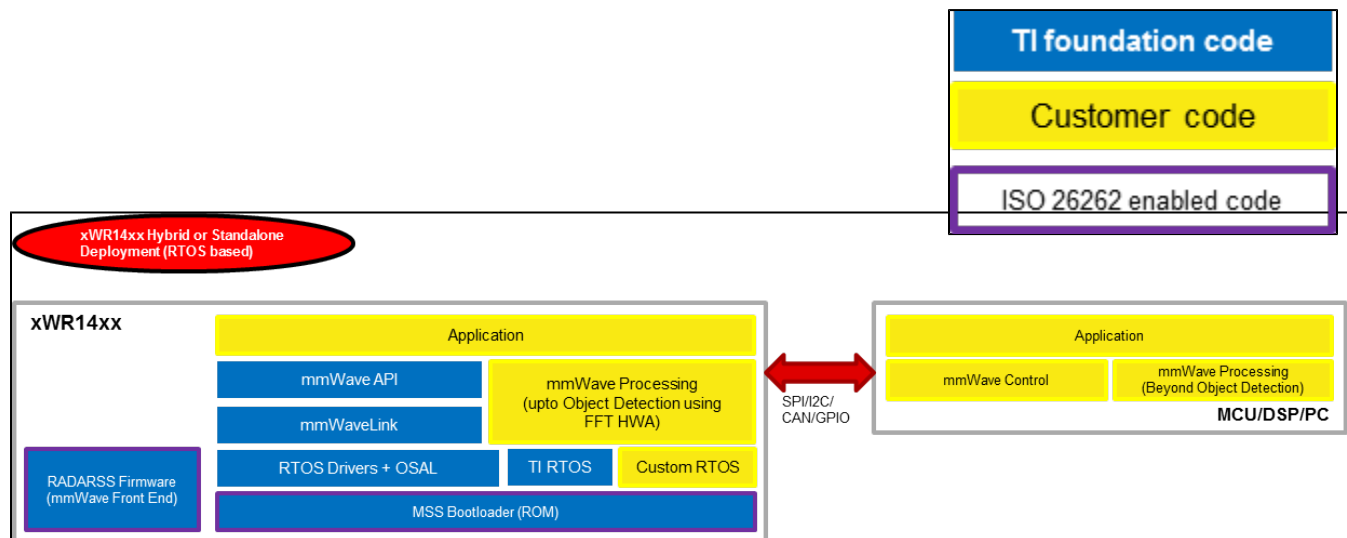 TI foundation code
Customer code
ISO 26262 enabled code
xWR14xx Hybrid or Standalone
Deployment (RTOS based)
xWR14xx
Application
mmWave API
mmWaveLink
mmWave Processing
(upto Object Detection using
FFT HWA)
RADARSS Firmware
(mmWave Front End)
RTOS Drivers + OSAL
TI RTOS
Custom RTOS
MSS Bootloader (ROM)
SPI/I2C/
CAN/GPIO
Application
mmWave Control
mmWave Processing
(Beyond Object Detection)
MCU/DSP/PC